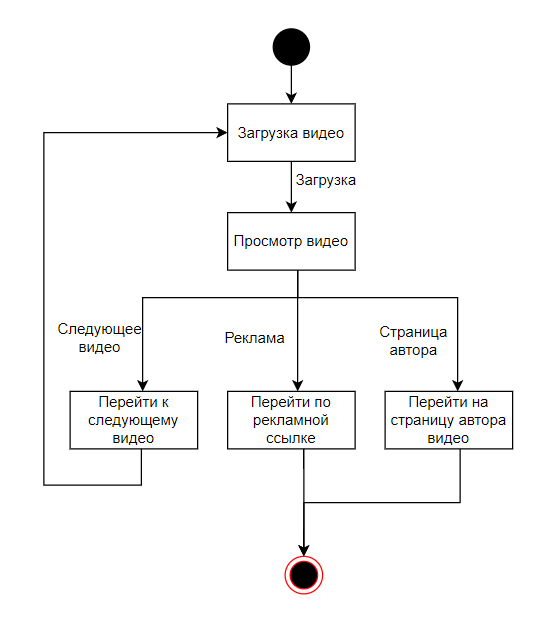 Загрузка видео
Загрузка
Просмотр видео
Следующее
видео
Реклама
Страница
автора
Перейти к
следующему
видео
Перейти по
рекламной
ссылке
Перейти на
страницу автора
видео